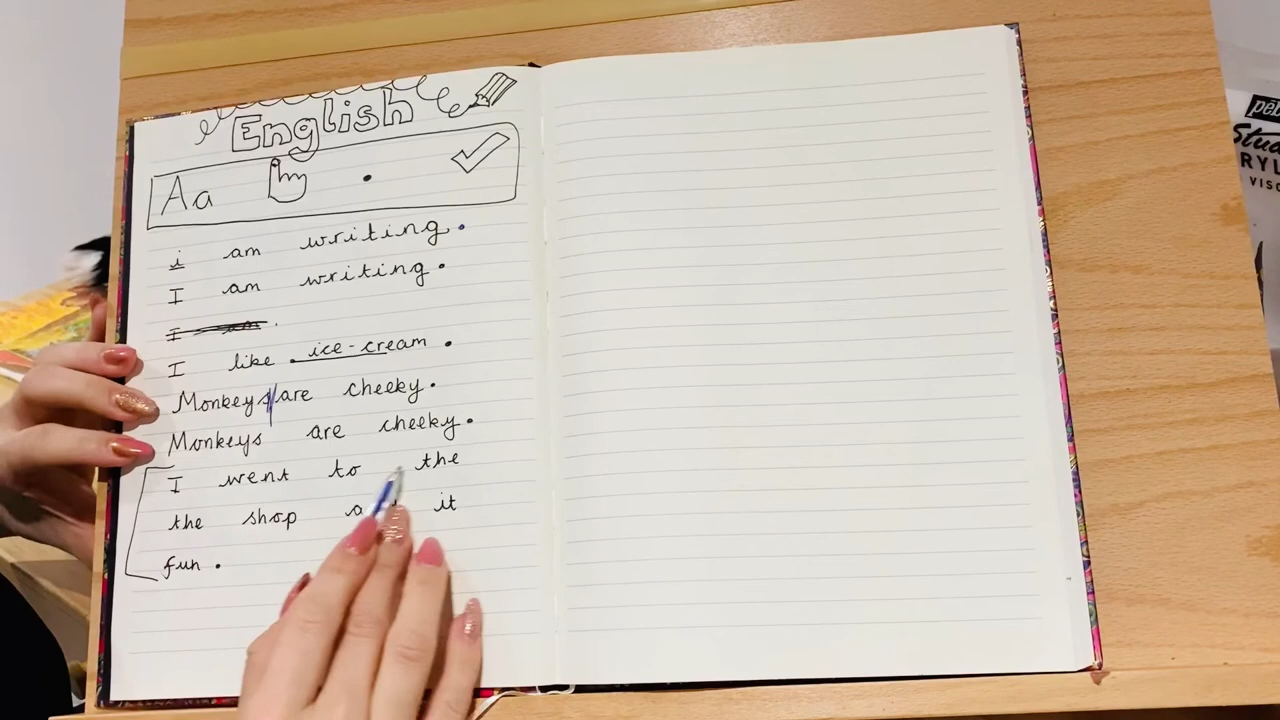 English
Aa .
i am writing.
I am writing.
I am.
I like ice-cream.
Monkeys are cheeky.
Monkeys are cheeky.
I went to the
the shop it
fun.